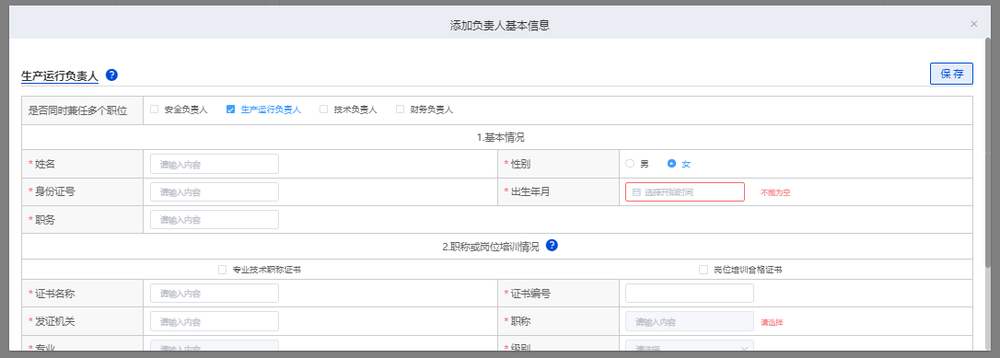 添加负责人基本信息
生产运行负责人
保 存
是否同时兼任多个职位 安全负责人 生产运行负责人 技术负责人 财务负责人
1.基本情况
* 姓名 请输入内容 * 性别 男 女
* 身份证号 请输入内容 * 出生年月 选择开始时间 不能为空
* 职务 请输入内容
2.职称或岗位培训情况
专业技术职称证书 岗位培训合格证书
* 证书名称 请输入内容 * 证书编号
* 发证机关 请输入内容 * 职称 请输入内容 请选择
* 专业 请输入内容 * 级别 请选择